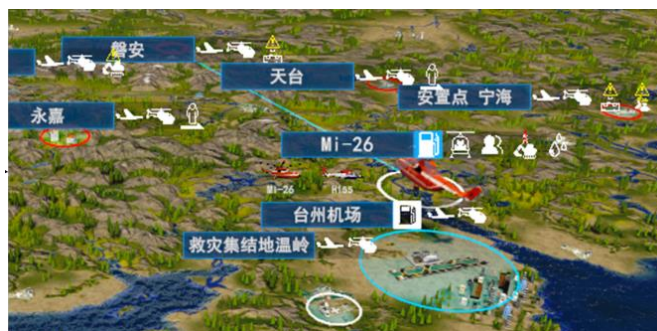 磐安
天台
安置点 宁海
永嘉
Mi-26
Mi-26
H155
台州机场
救灾集结地温岭